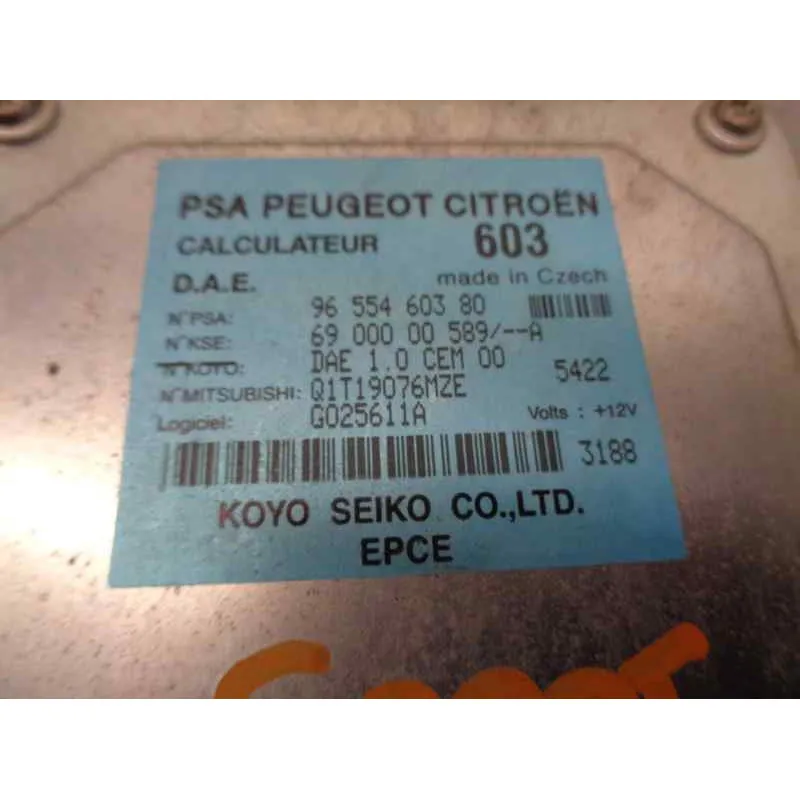 PSA PEUGEOT CITROËN
CALCULATEUR 603
D.A.E. made in Czech
N°PSA: 96 554 603 80
N°KSE: 69 000 00 589/--A
N°KOYO: DAE 1.0 CEM 00 5422
N°MITSUBISHI: Q1T19076MZE
Logiciel: G025611A Volts : +12V
3188
KOYO SEIKO CO.,LTD.
EPCE